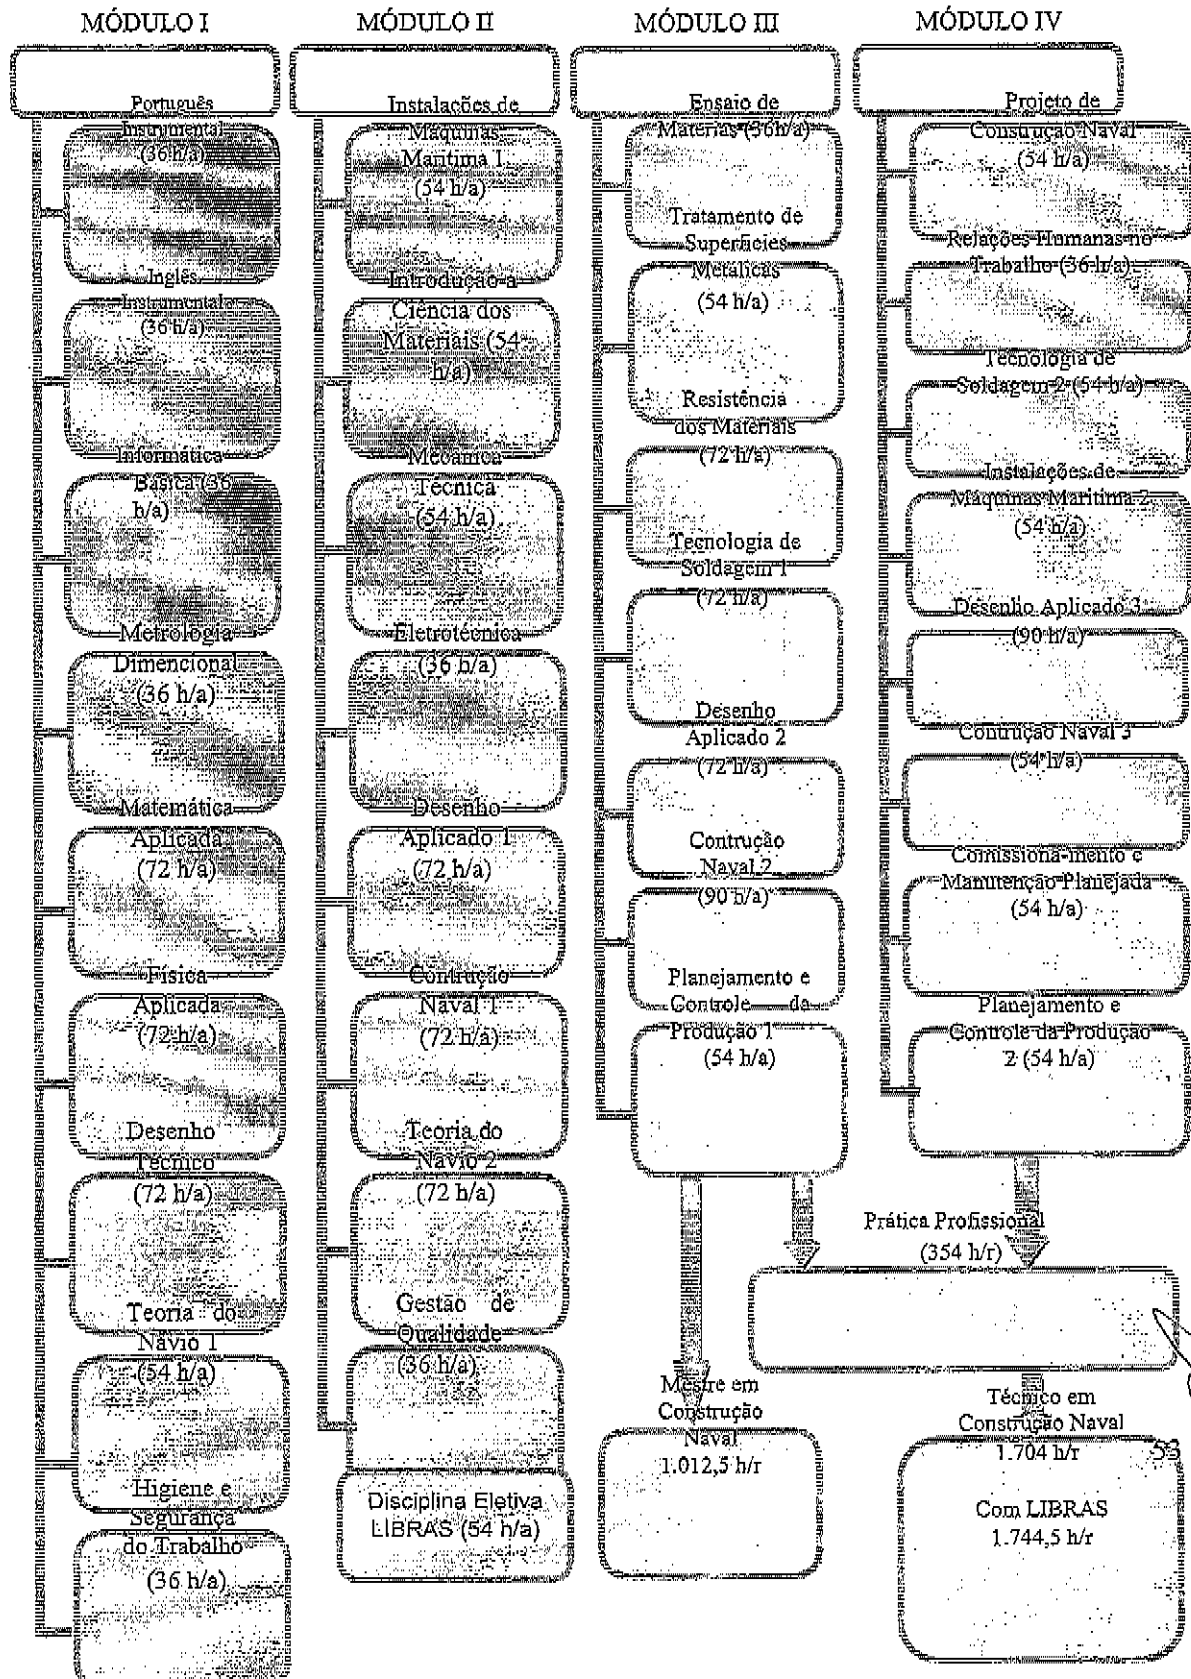 MÓDULO I
Português
Instrumental
(36 h/a)
Inglês
Instrumental
(36 h/a)
Informática
Básica (36
h/a)
Metrologia
Dimencional
(36 h/a)
Matemática
Aplicada
(72 h/a)
Física
Aplicada
(72 h/a)
Desenho
Técnico
(72 h/a)
Teoria do
Navio 1
(54 h/a)
Higiene e
Segurança
do Trabalho
(36 h/a)
MÓDULO II
Instalações de
Máquinas
Maritima 1
(54 h/a)
Introdução a
Ciência dos
Materiais (54
h/a)
Mecânica
Técnica
(54 h/a)
Eletrotécnica
(36 h/a)
Desenho
Aplicado 1
(72 h/a)
Contrução
Naval 1
(72 h/a)
Teoria do
Navio 2
(72 h/a)
Gestão de
Qualidade
(36 h/a)
Disciplina Eletiva
LIBRAS (54 h/a)
MÓDULO III
Ensaio de
Materias (36h/a)
Tratamento de
Superficies
Metálicas
(54 h/a)
Resistência
dos Materiais
(72 h/a)
Tecnologia de
Soldagem 1
(72 h/a)
Desenho
Aplicado 2
(72 h/a)
Contrução
Naval 2
(90 h/a)
Planejamento e
Controle da
Produção 1
(54 h/a)
Mestre em
Construção
Naval
1.012,5 h/r
MÓDULO IV
Projeto de
Construção Naval
(54 h/a)
Relações Humanas no
Trabalho (36 h/a)
Tecnologia de
Soldagem 2 (54 h/a)
Instalações de
Máquinas Maritima 2
(54 h/a)
Desenho Aplicado 3
(90 h/a)
Contrução Naval 3
(54 h/a)
Comissiona-mento e
Manutenção Planejada
(54 h/a)
Planejamento e
Controle da Produção
2 (54 h/a)
Prática Profissional
(354 h/r)
Técnico em
Construção Naval
1.704 h/r
53
Com LIBRAS
1.744,5 h/r